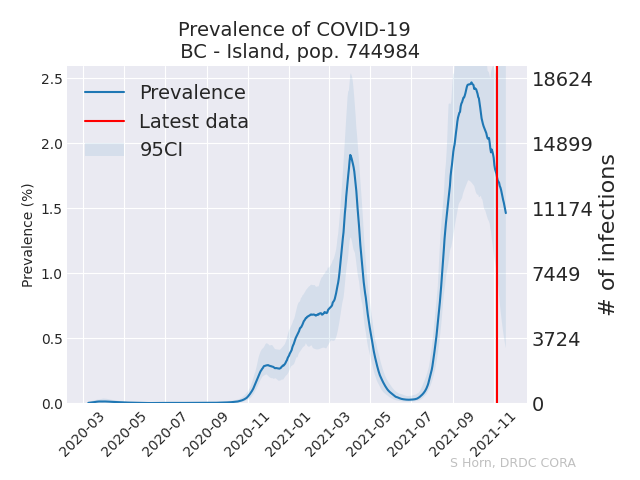 Prevalence of COVID-19
BC - Island, pop. 744984
Prevalence
Latest data
95CI
Prevalence (%)
2.5
2.0
1.5
1.0
0.5
0.0
18624
14899
11174
7449
3724
0
# of infections
2020-03
2020-05
2020-07
2020-09
2020-11
2021-01
2021-03
2021-05
2021-07
2021-09
2021-11
S Horn, DRDC CORA